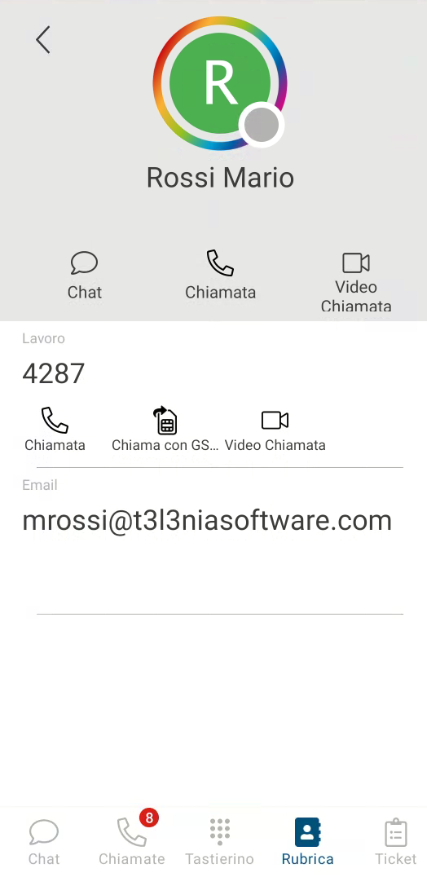 R
Rossi Mario
Chat
Chiamata
Video
Chiamata
Lavoro
4287
Chiamata
Chiama con GS...
Video Chiamata
Email
mrossi@t3l3niasoftware.com
8
Chat
Chiamate
Tastierino
Rubrica
Ticket